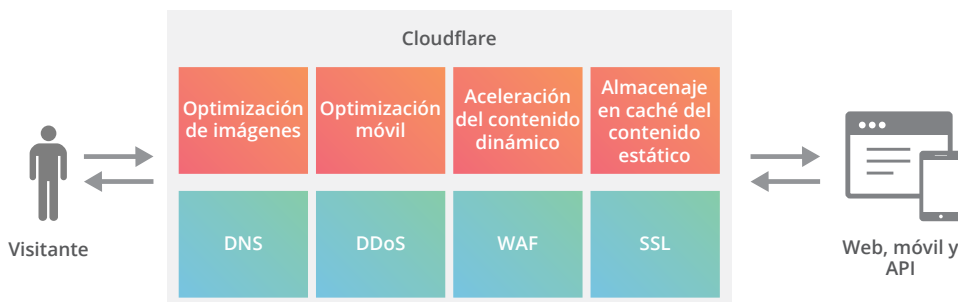 Cloudflare
Optimización
de imágenes
Optimización
móvil
Aceleración
del contenido
dinámico
Almacenaje
en caché del
contenido
estático
DNS
DDoS
WAF
SSL
Visitante
Web, móvil y
API